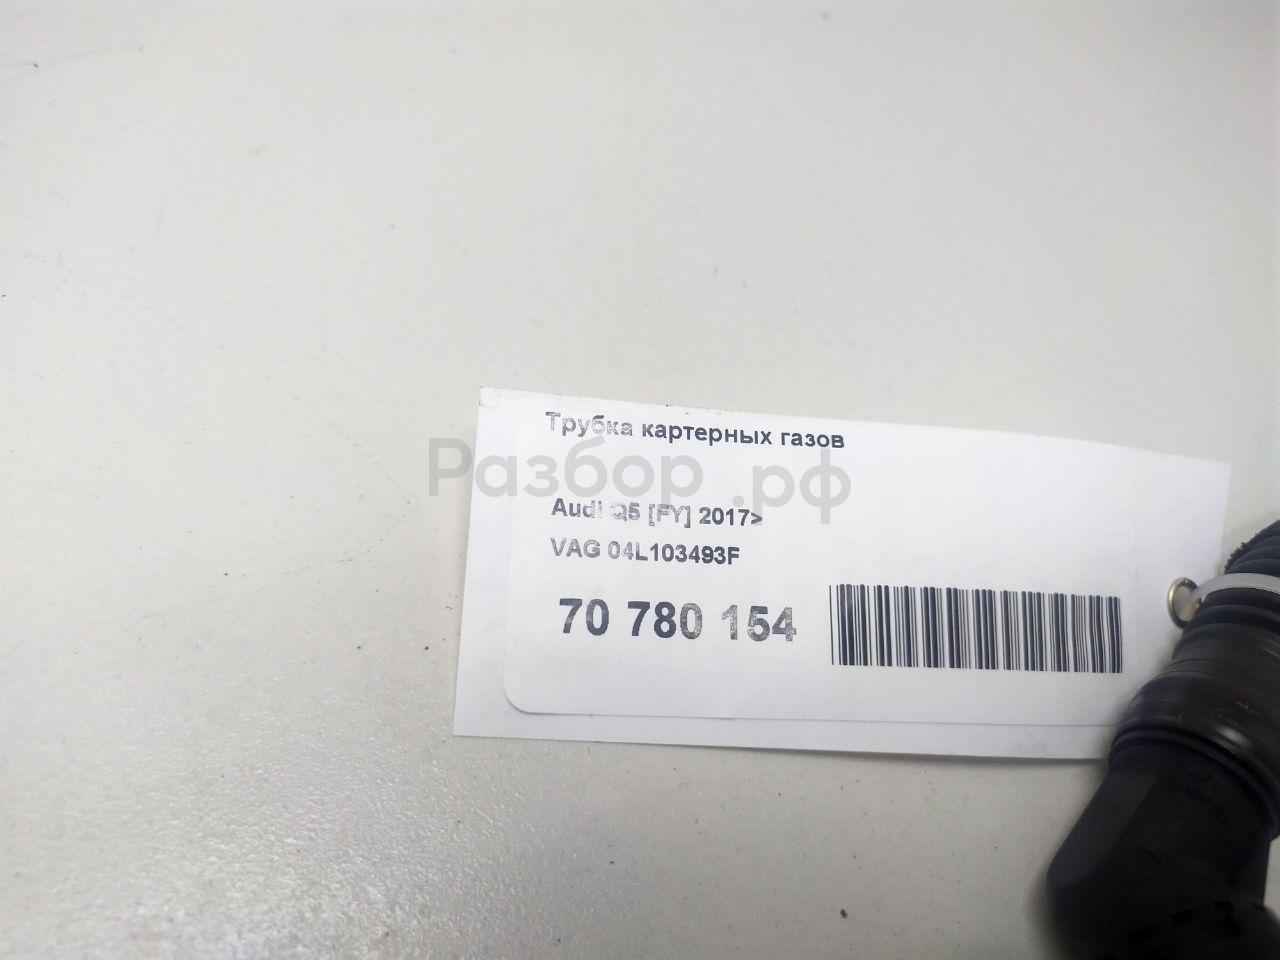 Трубка картерных газов
Разбор.рф
Audi Q5 [FY] 2017>
VAG 04L103493F
70 780 154